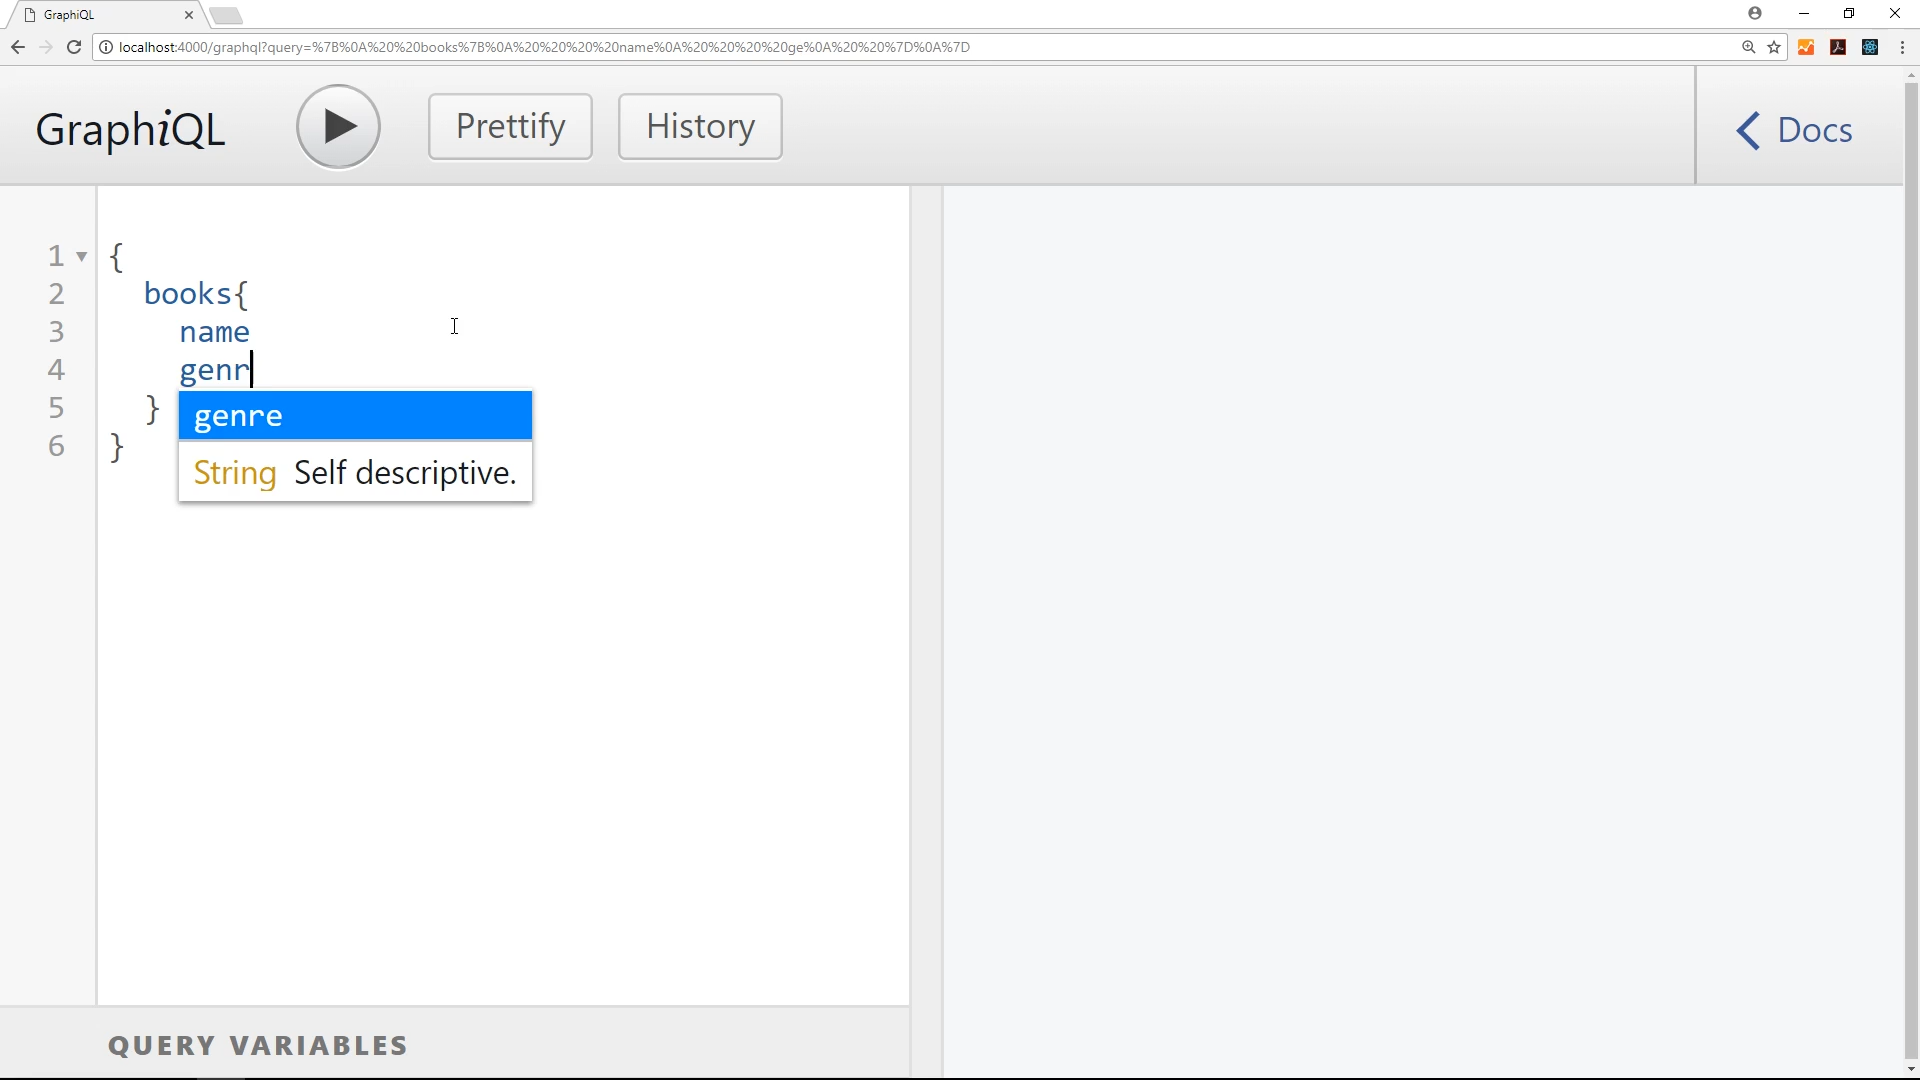 GraphiQL
localhost:4000/graphql?query=%7B%0A%20%20books%7B%0A%20%20%20%20name%0A%20%20%20%20ge%0A%20%20%7D%0A%7D
GraphiQL
Prettify
History
Docs
1 {
2 books{
3 name
4 genr
5 }
6 }
genre
String Self descriptive.
QUERY VARIABLES